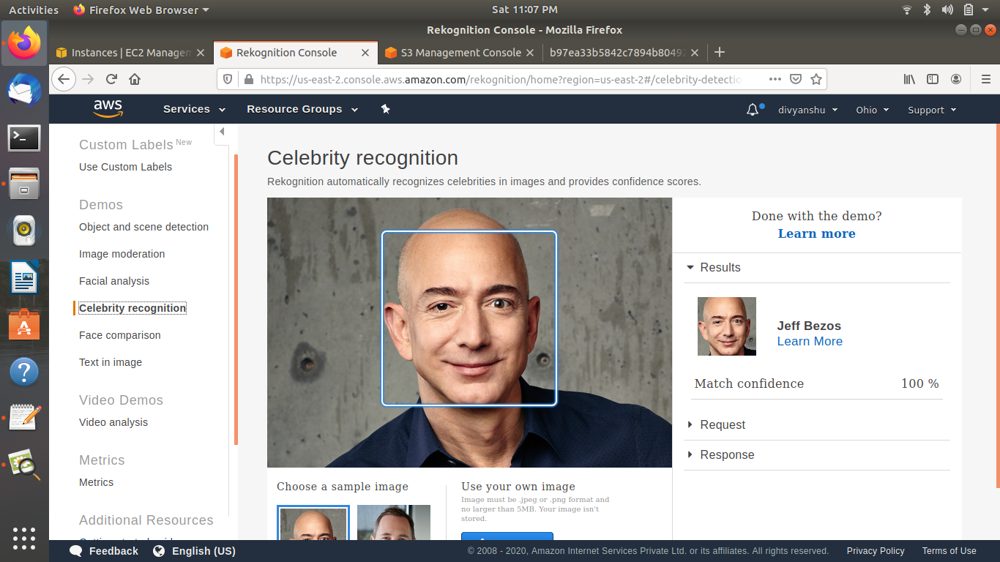 Activities
Firefox Web Browser
Sat 11:07 PM
Rekognition Console - Mozilla Firefox
Instances | EC2 Managem
Rekognition Console
S3 Management Console
b97ea33b5842c7894b80492
https://us-east-2.console.aws.amazon.com/rekognition/home?region=us-east-2#/celebrity-detectio
aws
Services
Resource Groups
divyanshu
Ohio
Support
Custom Labels New
Use Custom Labels
Demos
Object and scene detection
Image moderation
Facial analysis
Celebrity recognition
Face comparison
Text in image
Video Demos
Video analysis
Metrics
Metrics
Additional Resources
Celebrity recognition
Rekognition automatically recognizes celebrities in images and provides confidence scores.
Choose a sample image
Use your own image
Image must be .jpeg or .png format and
no larger than 5MB. Your image isn't
stored.
Done with the demo?
Learn more
Results
Jeff Bezos
Learn More
Match confidence 100 %
Request
Response
Feedback
English (US)
© 2008 - 2020, Amazon Internet Services Private Ltd. or its affiliates. All rights reserved.
Privacy Policy
Terms of Use